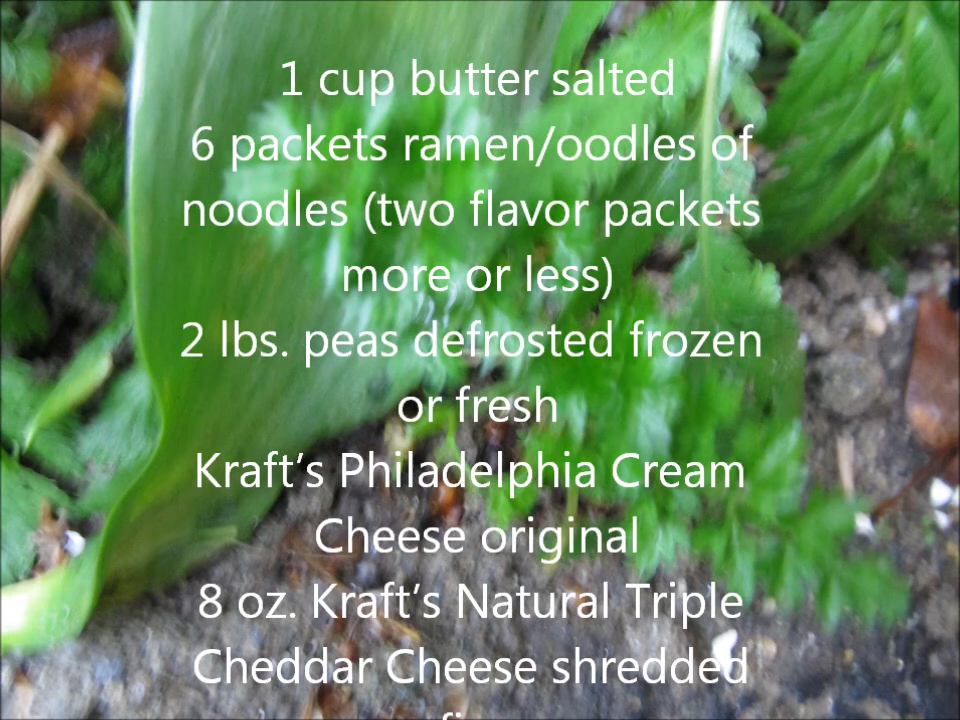 1 cup butter salted
6 packets ramen/oodles of
noodles (two flavor packets
more or less)
2 lbs. peas defrosted frozen
or fresh
Kraft’s Philadelphia Cream
Cheese original
8 oz. Kraft’s Natural Triple
Cheddar Cheese shredded